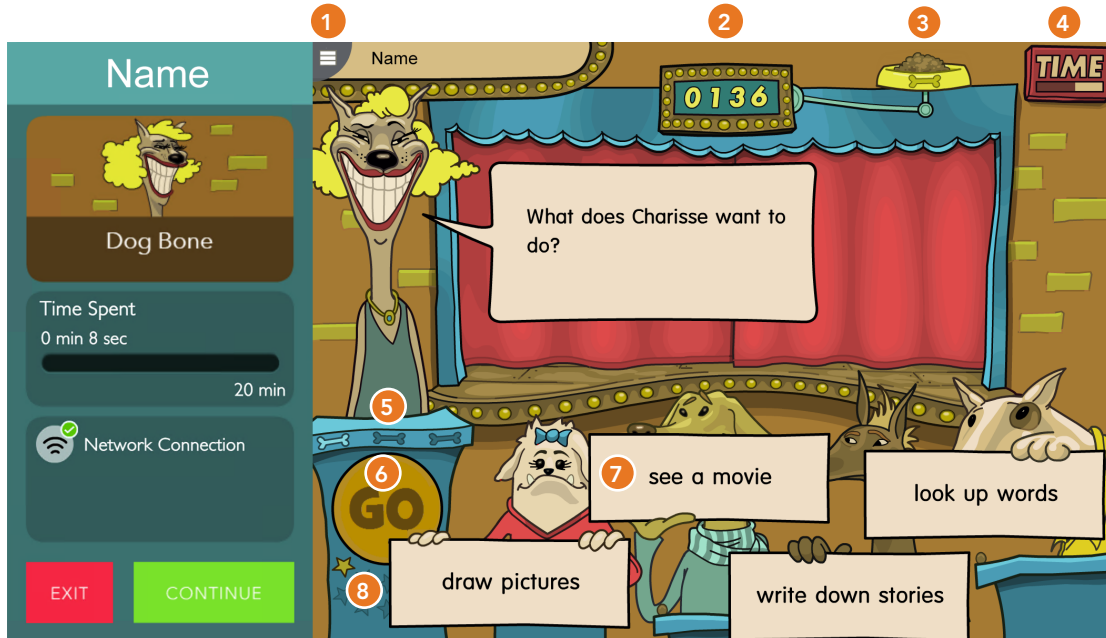 1
2
3
4
Name
Name
TIME
0136
Dog Bone
What does Charisse want to
do?
Time Spent
0 min 8 sec
20 min
5
Network Connection
6
GO
7
see a movie
look up words
draw pictures
write down stories
8
EXIT
CONTINUE